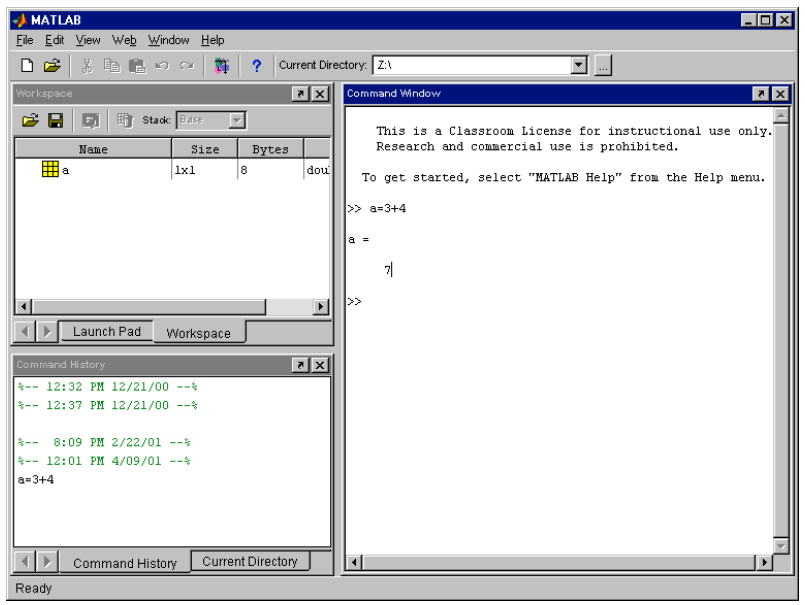 MATLAB
File Edit View Web Window Help
? Current Directory: Z:\ ...
Workspace
Stack: Base
Name Size Bytes
a 1x1 8 doul
Launch Pad Workspace
Command History
%-- 12:32 PM 12/21/00 --%
%-- 12:37 PM 12/21/00 --%
%-- 8:09 PM 2/22/01 --%
%-- 12:01 PM 4/09/01 --%
a=3+4
Command History Current Directory
Command Window
This is a Classroom License for instructional use only.
Research and commercial use is prohibited.
To get started, select "MATLAB Help" from the Help menu.
>> a=3+4
a =
7
>>
Ready